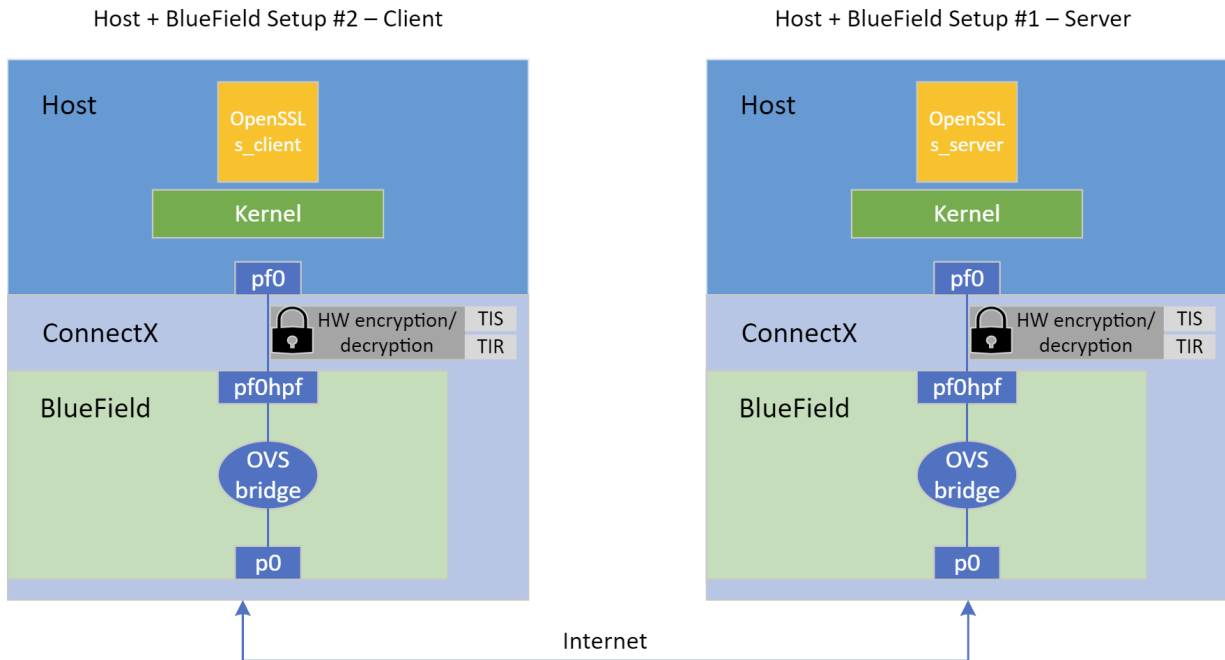 Host + BlueField Setup #2 – Client
Host
OpenSSL
s_client
Kernel
pf0
ConnectX
HW encryption/
decryption
TIS
TIR
pf0hpf
BlueField
OVS
bridge
p0
Host + BlueField Setup #1 – Server
Host
OpenSSL
s_server
Kernel
pf0
ConnectX
HW encryption/
decryption
TIS
TIR
pf0hpf
BlueField
OVS
bridge
p0
Internet